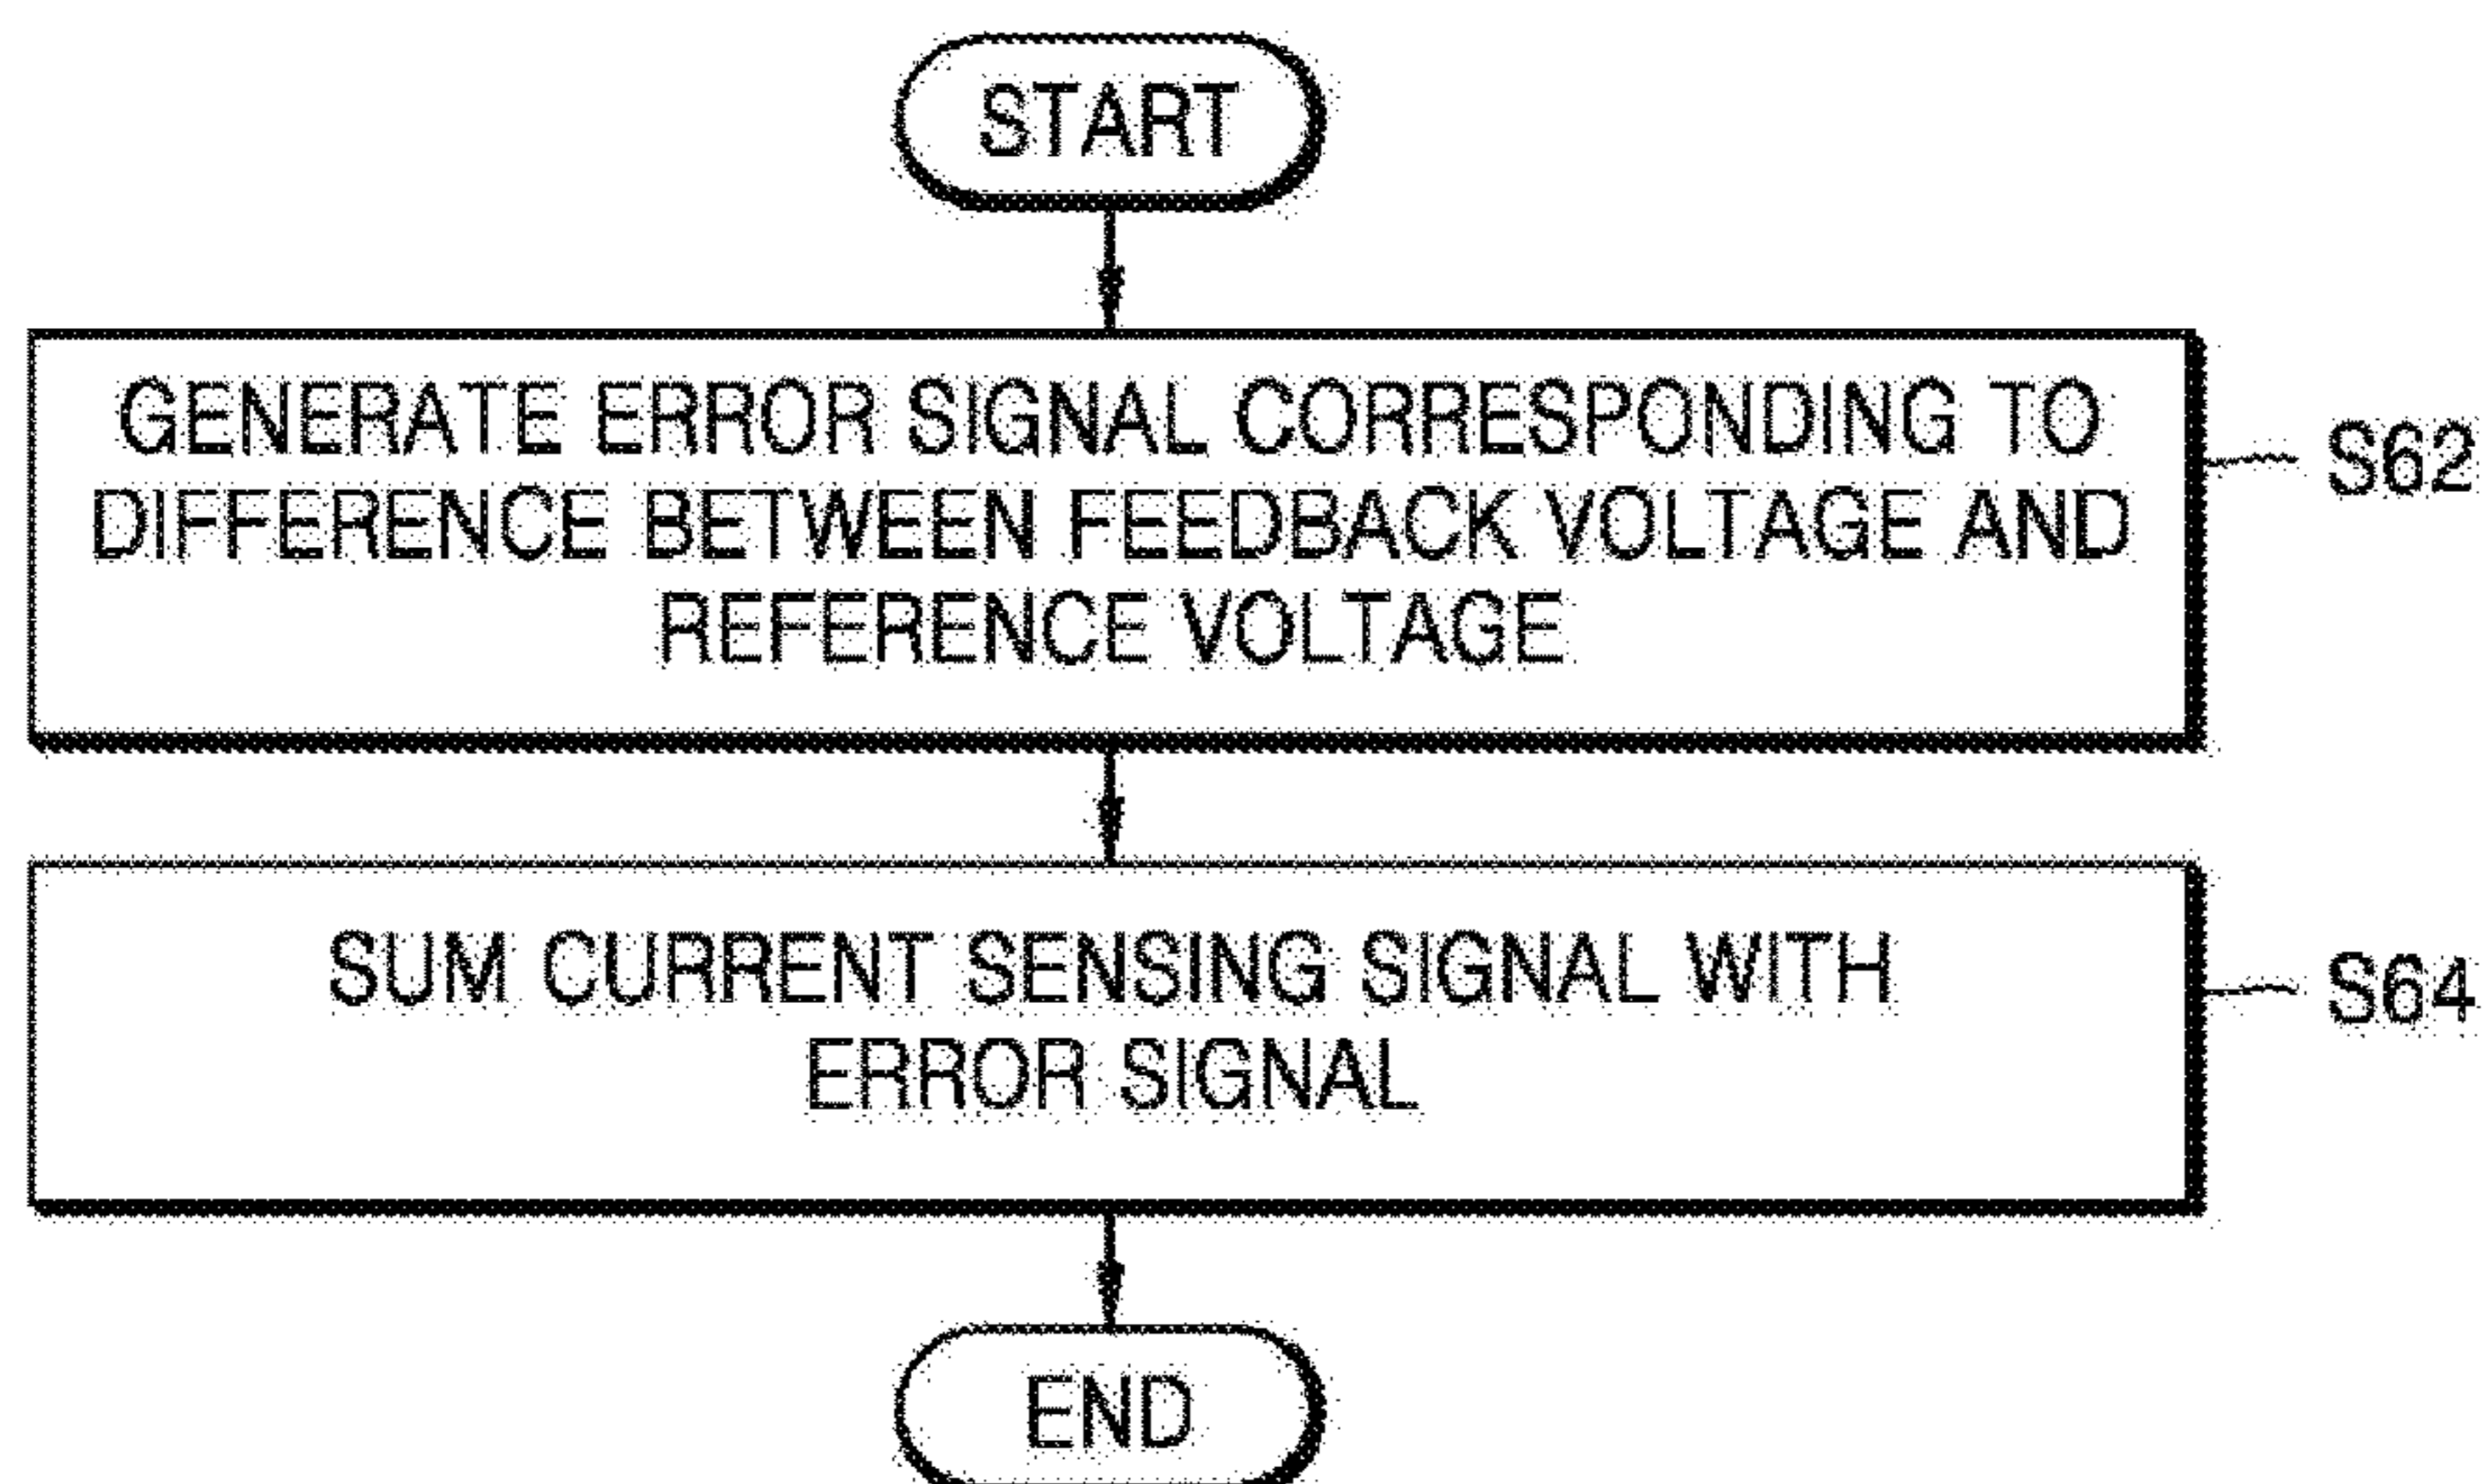 START
GENERATE ERROR SIGNAL CORRESPONDING TO
DIFFERENCE BETWEEN FEEDBACK VOLTAGE AND
REFERENCE VOLTAGE
S62
SUM CURRENT SENSING SIGNAL WITH
ERROR SIGNAL
S64
END